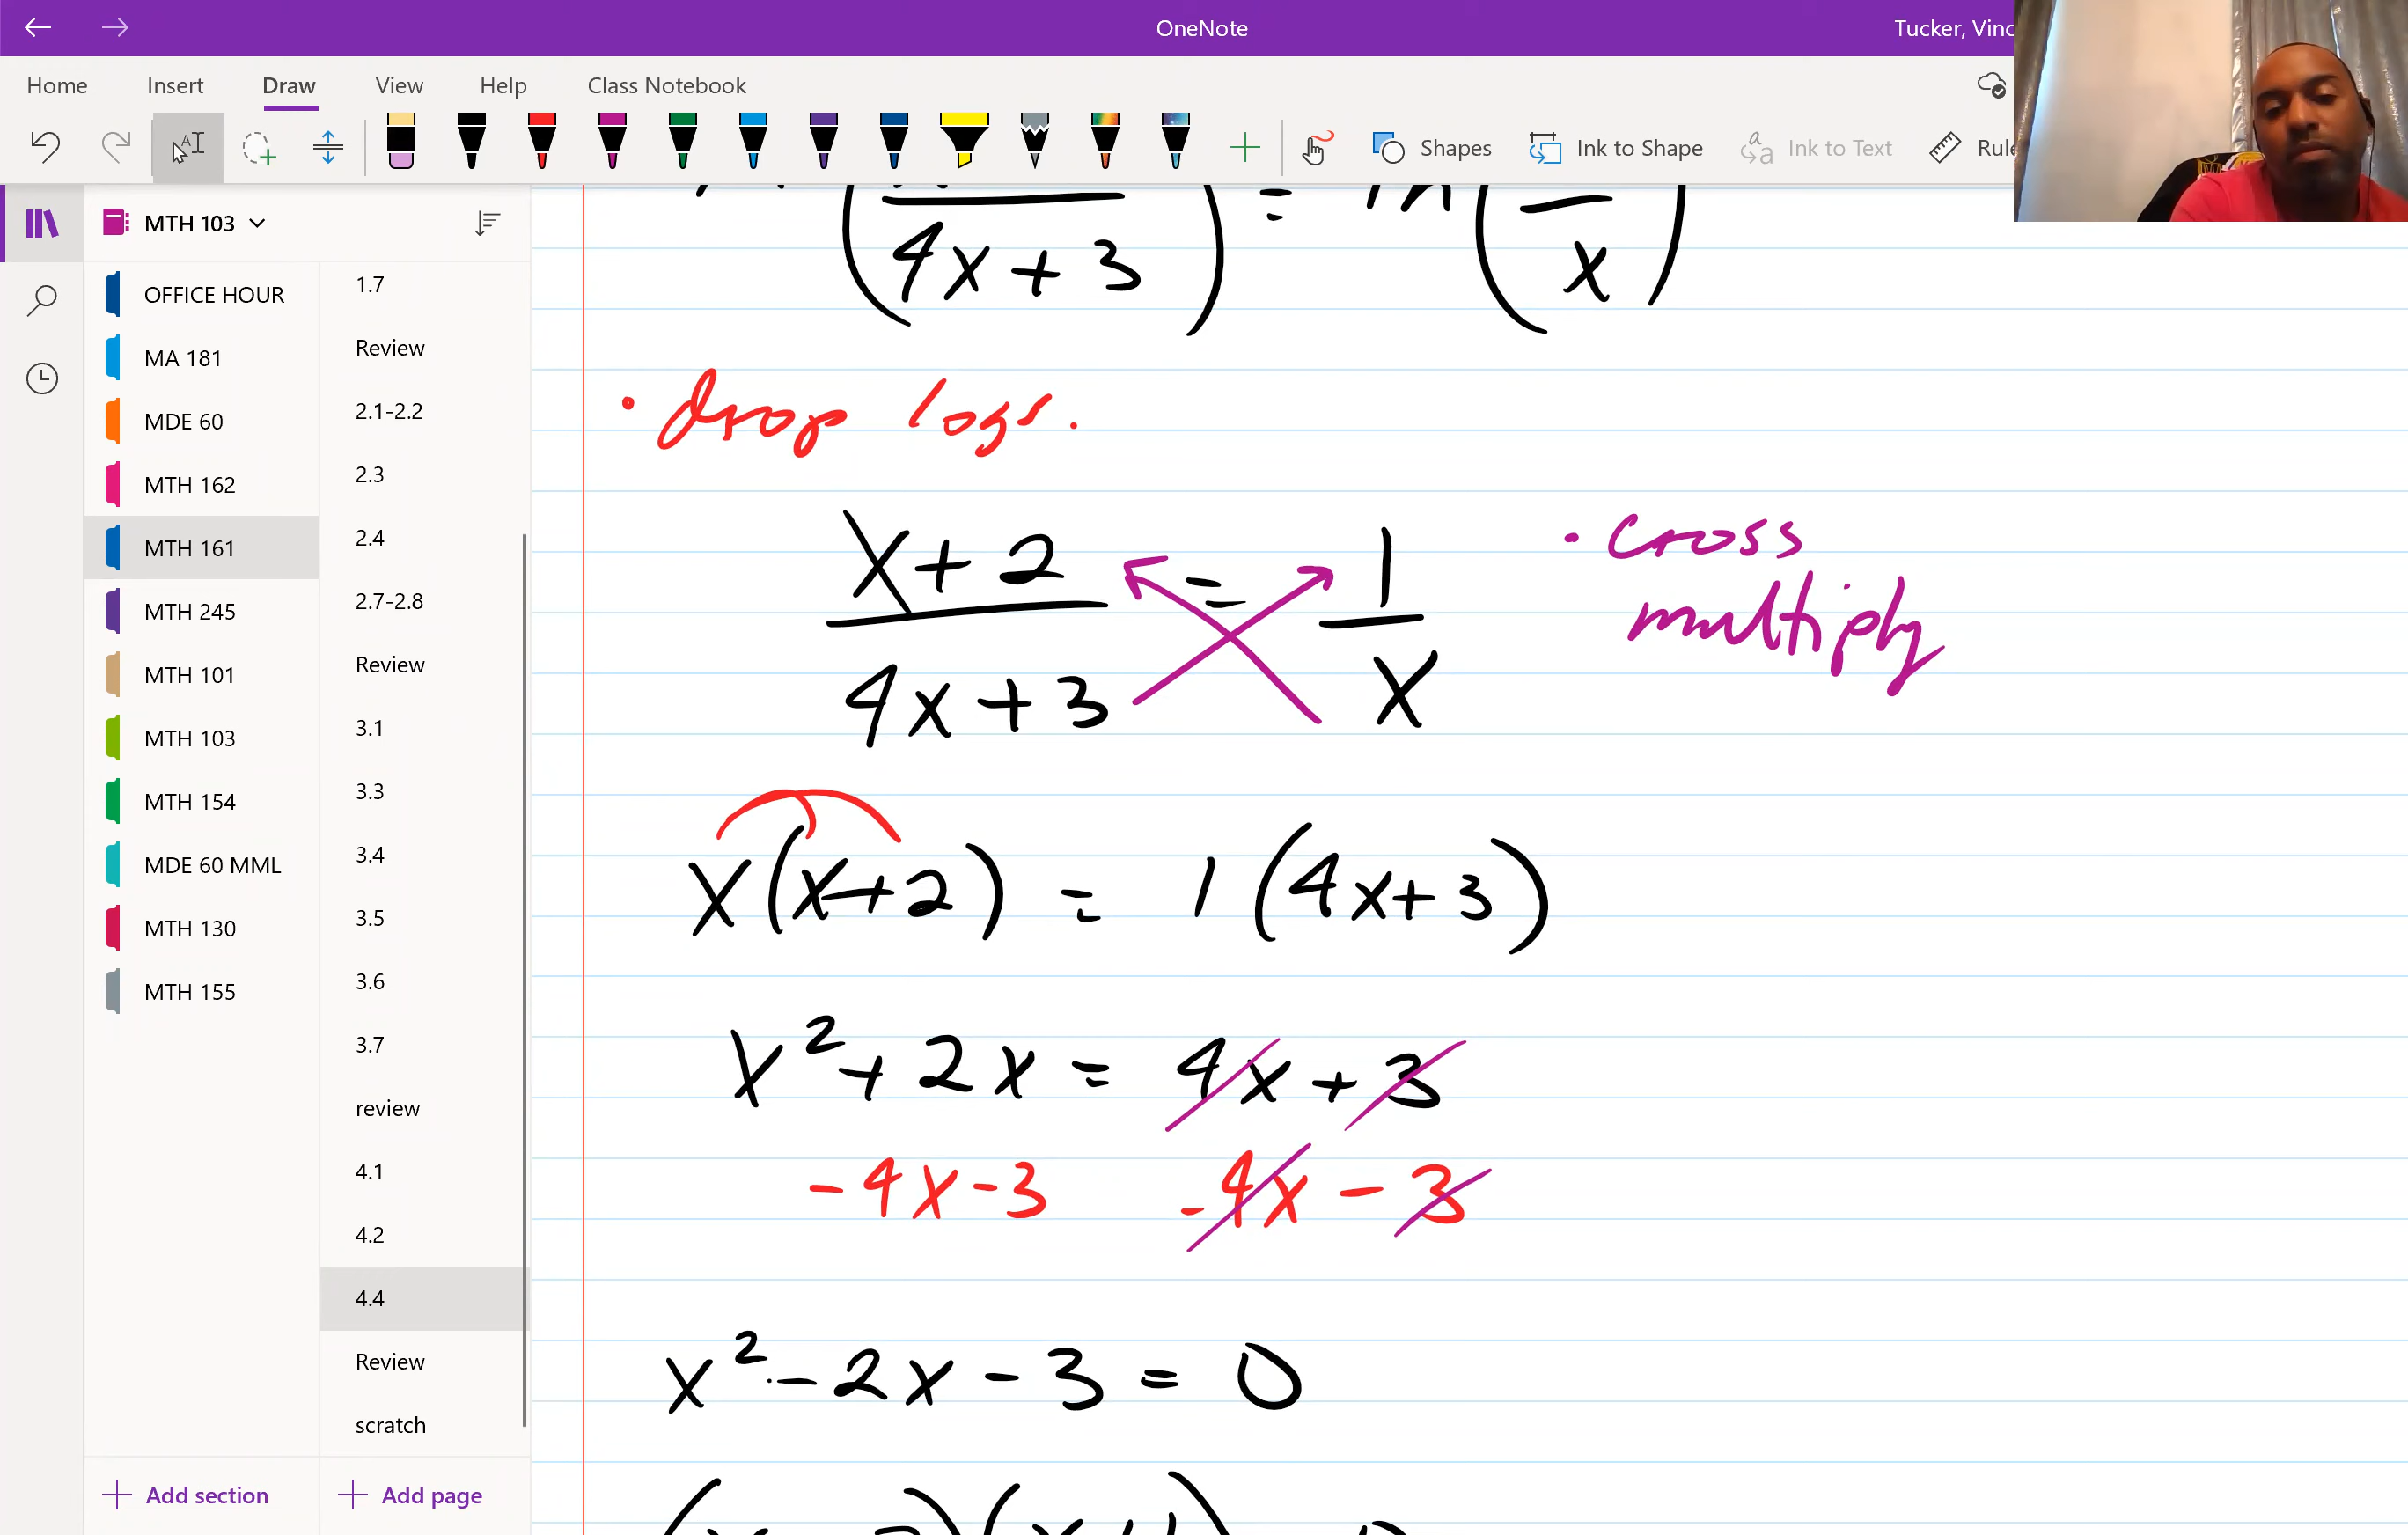 OneNote
Tucker, Vinc
Home Insert Draw View Help Class Notebook
Shapes Ink to Shape Ink to Text Rule
MTH 103
OFFICE HOUR
MA 181
MDE 60
MTH 162
MTH 161
MTH 245
MTH 101
MTH 103
MTH 154
MDE 60 MML
MTH 130
MTH 155
Add section
1.7
Review
2.1-2.2
2.3
2.4
2.7-2.8
Review
3.1
3.3
3.4
3.5
3.6
3.7
review
4.1
4.2
4.4
Review
scratch
Add page
( / 4x + 3 ) = ln ( / x )
• drop logs.
x + 2 = 1
4x + 3 x
• cross
multiply
x(x+2) = 1(4x+3)
x² + 2x = 4x + 3
-4x-3 -4x-3
x² - 2x - 3 = 0